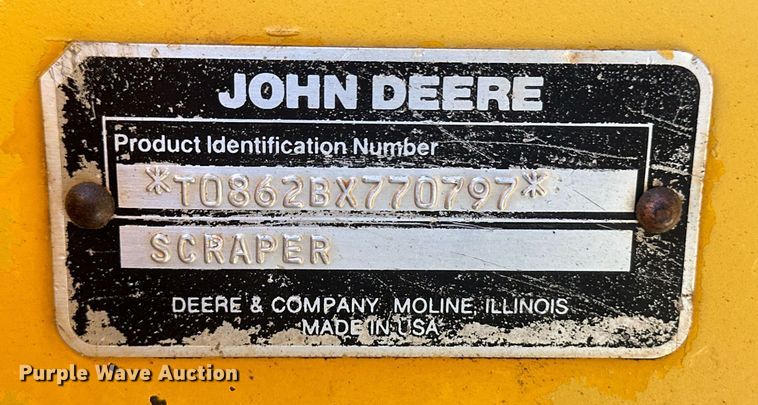 JOHN DEERE
Product Identification Number
*T0862BX770797*
SCRAPER
DEERE & COMPANY, MOLINE, ILLINOIS
MADE IN USA
Purple Wave Auction